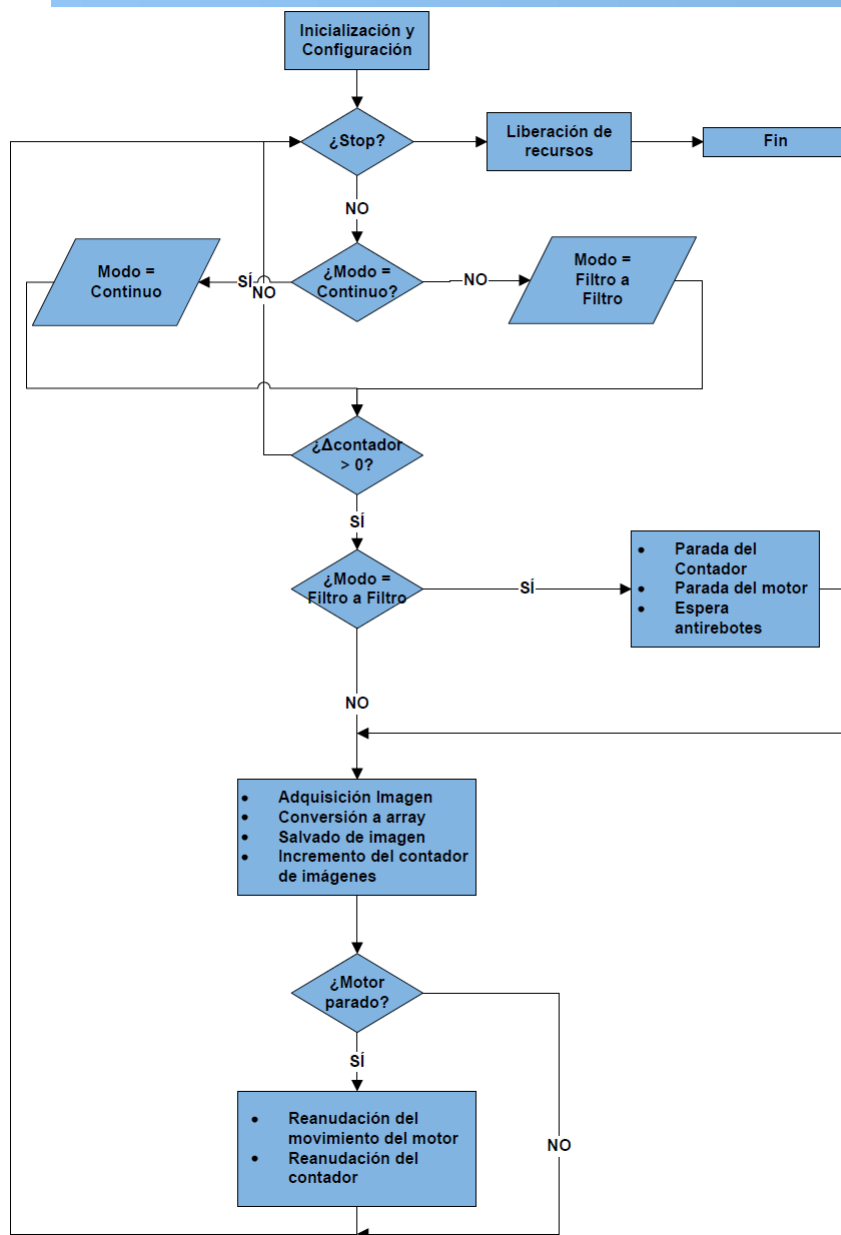 Inicialización y
Configuración
¿Stop?
Liberación de
recursos
Fin
NO
Modo =
Continuo
SÍ
NO
¿Modo =
Continuo?
NO
Modo =
Filtro a
Filtro
¿Δcontador
> 0?
SÍ
¿Modo =
Filtro a Filtro
SÍ
• Parada del
Contador
• Parada del motor
• Espera
antirebotes
NO
• Adquisición Imagen
• Conversión a array
• Salvado de imagen
• Incremento del contador
de imágenes
¿Motor
parado?
SÍ
• Reanudación del
movimiento del motor
• Reanudación del
contador
NO